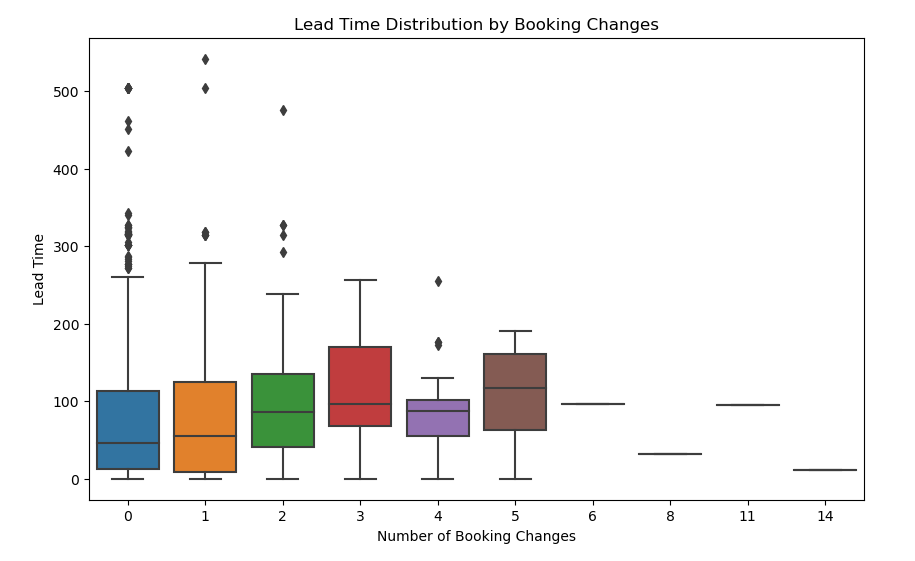 Lead Time Distribution by Booking Changes
500
400
300
200
100
0
Lead Time
0 1 2 3 4 5 6 8 11 14
Number of Booking Changes